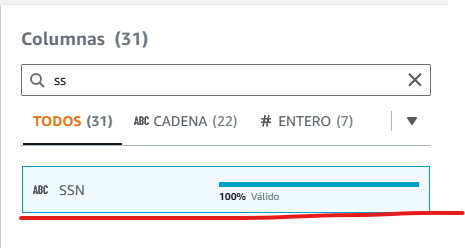 Columnas (31)
ss
TODOS (31) ABC CADENA (22) # ENTERO (7)
ABC SSN
100% Válido